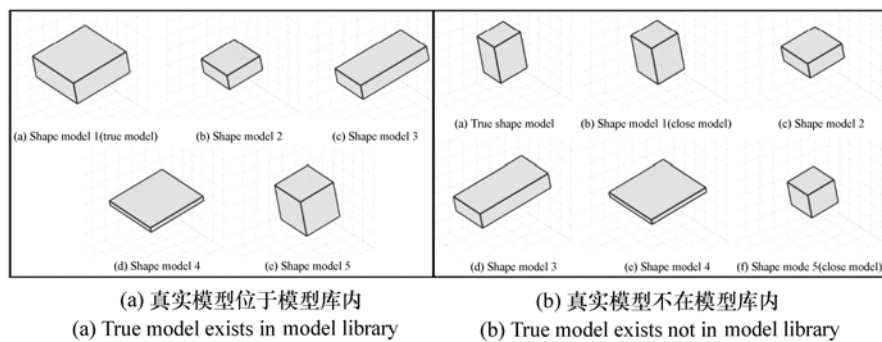 (a) Shape model 1(true model)
(b) Shape model 2
(c) Shape model 3
(d) Shape model 4
(e) Shape model 5
(a) True shape model
(b) Shape model 1(close model)
(c) Shape model 2
(d) Shape model 3
(e) Shape model 4
(f) Shape mode 5(close model)
(a) 真实模型位于模型库内
(a) True model exists in model library
(b) 真实模型不在模型库内
(b) True model exists not in model library